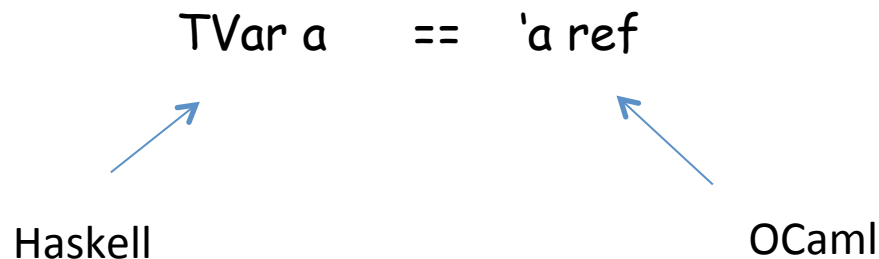 TVar a == ‘a ref
Haskell
OCaml